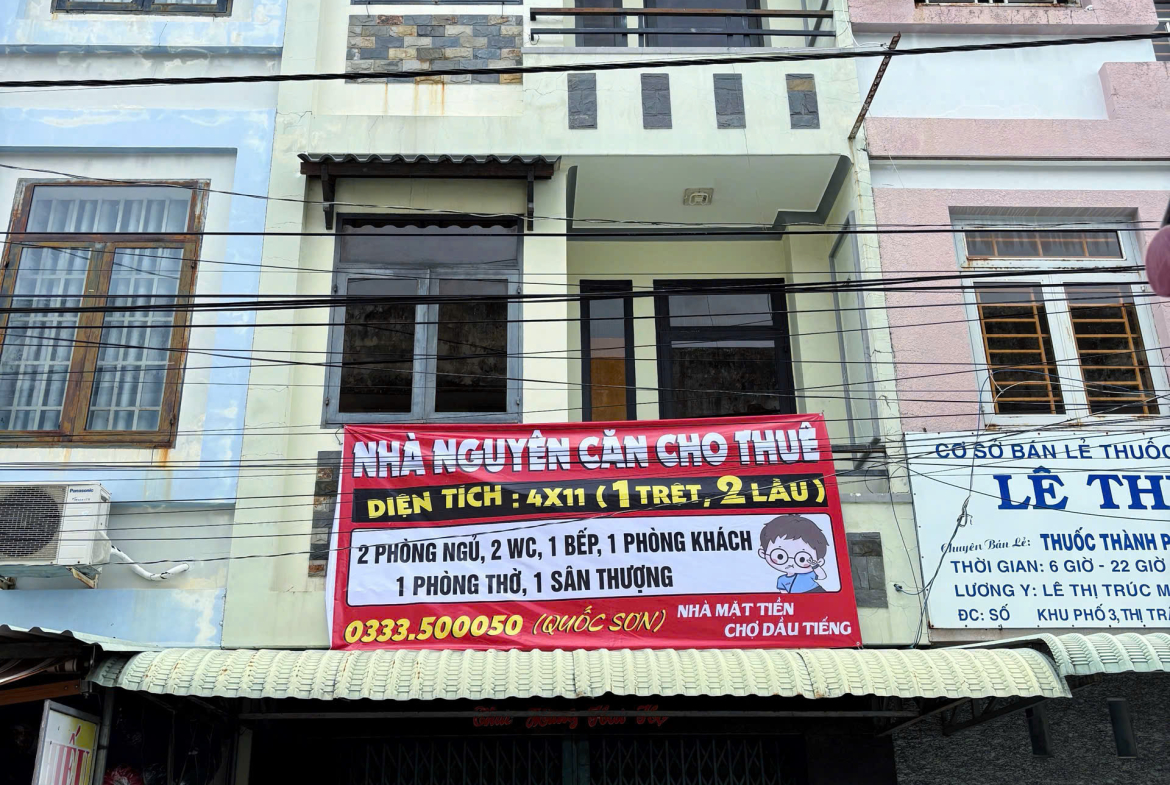 NHÀ NGUYÊN CĂN CHO THUÊ
DIỆN TÍCH : 4X11 ( 1 TRỆT, 2 LẦU )
2 PHÒNG NGỦ, 2 WC, 1 BẾP, 1 PHÒNG KHÁCH
1 PHÒNG THỜ, 1 SÂN THƯỢNG
0333.500050 (QUỐC SƠN)
NHÀ MẶT TIỀN
CHỢ DẦU TIẾNG
CƠ SỞ BÁN LẺ THUỐC
LÊ TH
Chuyên Bán Lẻ: THUỐC THÀNH P
THỜI GIAN: 6 GIỜ - 22 GIỜ
LƯƠNG Y: LÊ THỊ TRÚC M
ĐC: SỐ KHU PHỐ 3, THỊ TR
Panasonic